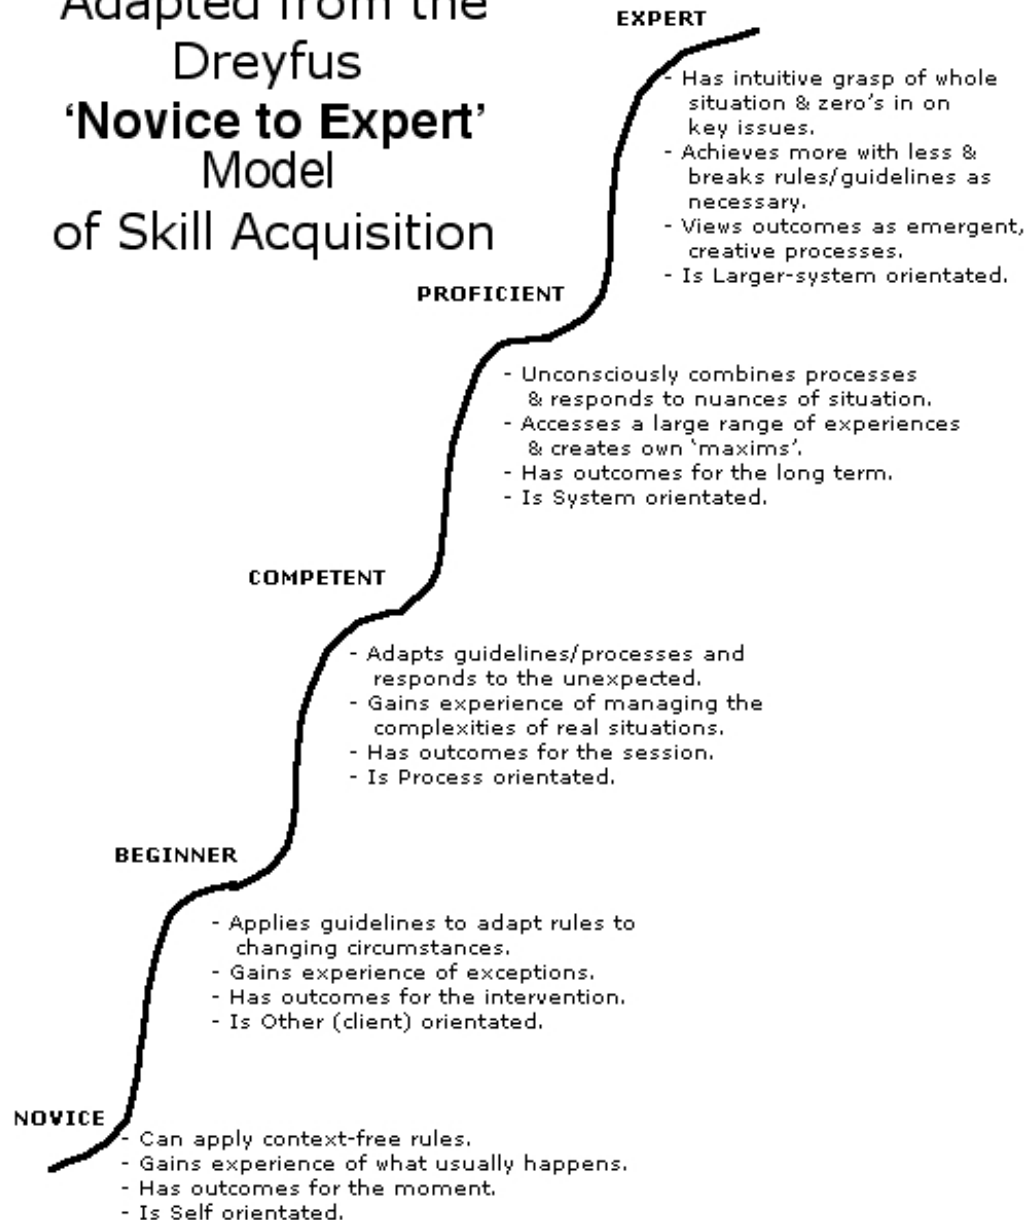 Adapted from the
Dreyfus
‘Novice to Expert’
Model
of Skill Acquisition
EXPERT
- Has intuitive grasp of whole
situation & zero’s in on
key issues.
- Achieves more with less &
breaks rules/guidelines as
necessary.
- Views outcomes as emergent,
creative processes.
- Is Larger-system orientated.
PROFICIENT
- Unconsciously combines processes
& responds to nuances of situation.
- Accesses a large range of experiences
& creates own ‘maxims’.
- Has outcomes for the long term.
- Is System orientated.
COMPETENT
- Adapts guidelines/processes and
responds to the unexpected.
- Gains experience of managing the
complexities of real situations.
- Has outcomes for the session.
- Is Process orientated.
BEGINNER
- Applies guidelines to adapt rules to
changing circumstances.
- Gains experience of exceptions.
- Has outcomes for the intervention.
- Is Other (client) orientated.
NOVICE
- Can apply context-free rules.
- Gains experience of what usually happens.
- Has outcomes for the moment.
- Is Self orientated.